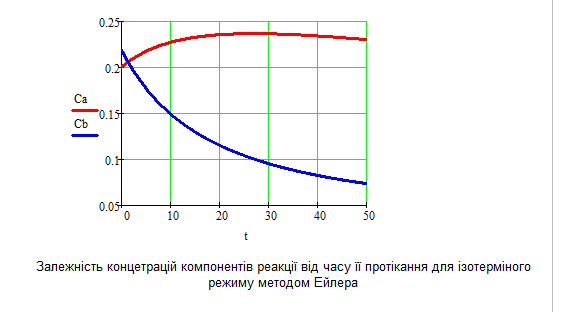 0.25
0.2
Ca
Cb
0.15
0.1
0.05
0 10 20 30 40 50
t
Залежність концетрацій компонентів реакції від часу її протікання для ізотерміного
режиму методом Ейлера